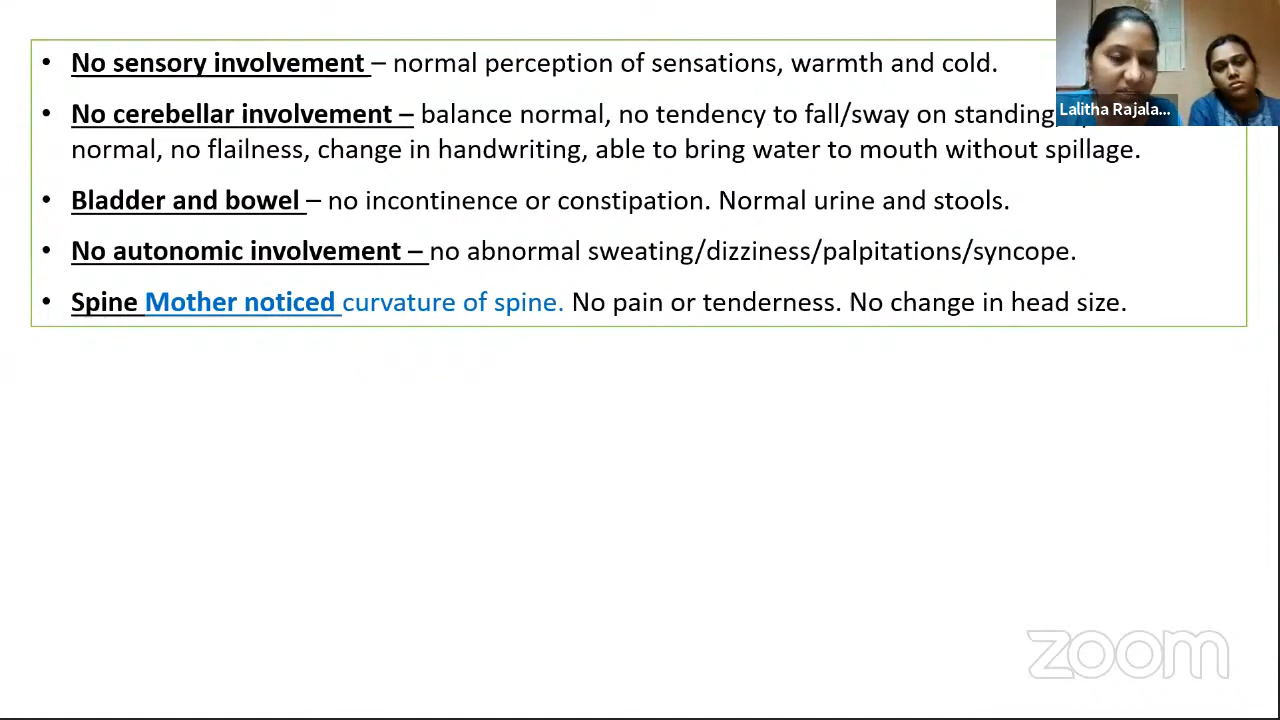 • No sensory involvement – normal perception of sensations, warmth and cold.
• No cerebellar involvement – balance normal, no tendency to fall/sway on standing
normal, no flailness, change in handwriting, able to bring water to mouth without spillage.
• Bladder and bowel – no incontinence or constipation. Normal urine and stools.
• No autonomic involvement – no abnormal sweating/dizziness/palpitations/syncope.
• Spine Mother noticed curvature of spine. No pain or tenderness. No change in head size.
Lalitha Rajala...
zoom